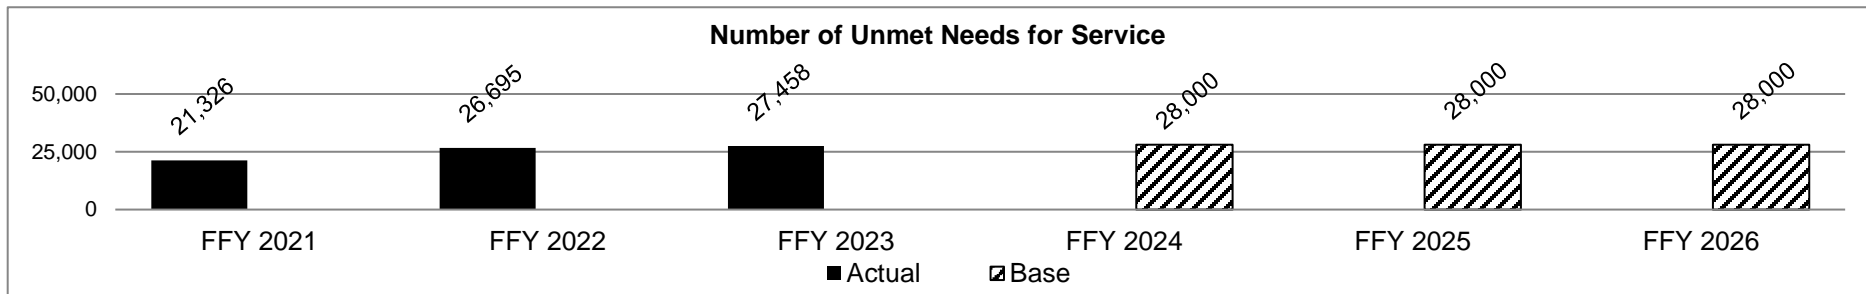 Number of Unmet Needs for Service
50,000
25,000
0
21,326
26,695
27,458
28,000
28,000
28,000
FFY 2021
FFY 2022
FFY 2023
FFY 2024
FFY 2025
FFY 2026
Actual
Base